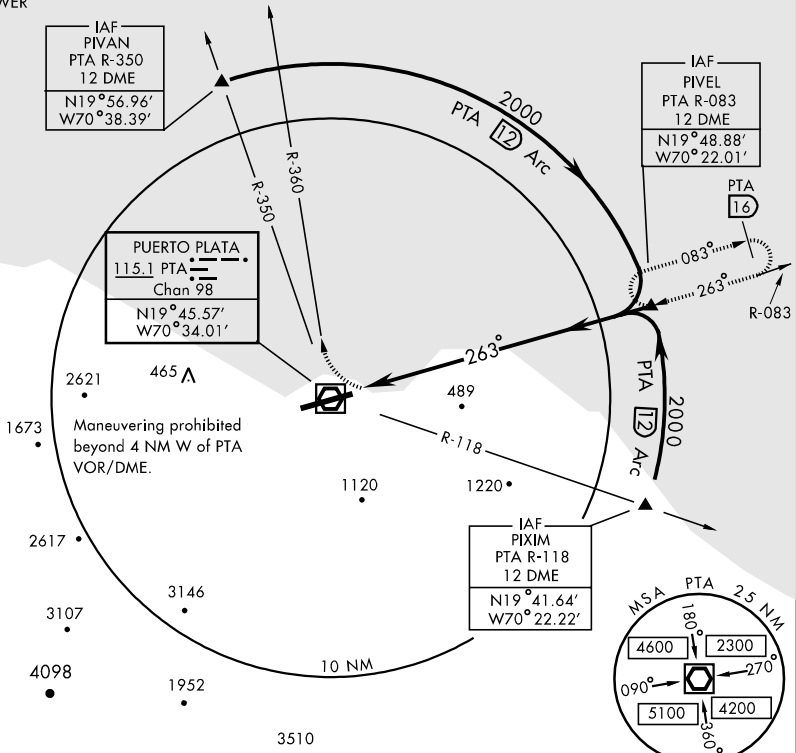 WER
IAF
PIVAN
PTA R-350
12 DME
N19°56.96′
W70°38.39′
IAF
PIVEL
PTA R-083
12 DME
N19°48.88′
W70°22.01′
2000
PTA 12 Arc
R-360
R-350
PTA
16
083°
263°
R-083
PUERTO PLATA
115.1 PTA
Chan 98
N19°45.57′
W70°34.01′
263°
465
2621
489
PTA 12 Arc
2000
1673
Maneuvering prohibited
beyond 4 NM W of PTA
VOR/DME.
R-118
1120
1220
IAF
PIXIM
PTA R-118
12 DME
N19°41.64′
W70°22.22′
2617
3146
3107
MSA PTA 25 NM
180°
4600
2300
270°
090°
5100
4200
360°
10 NM
4098
1952
3510